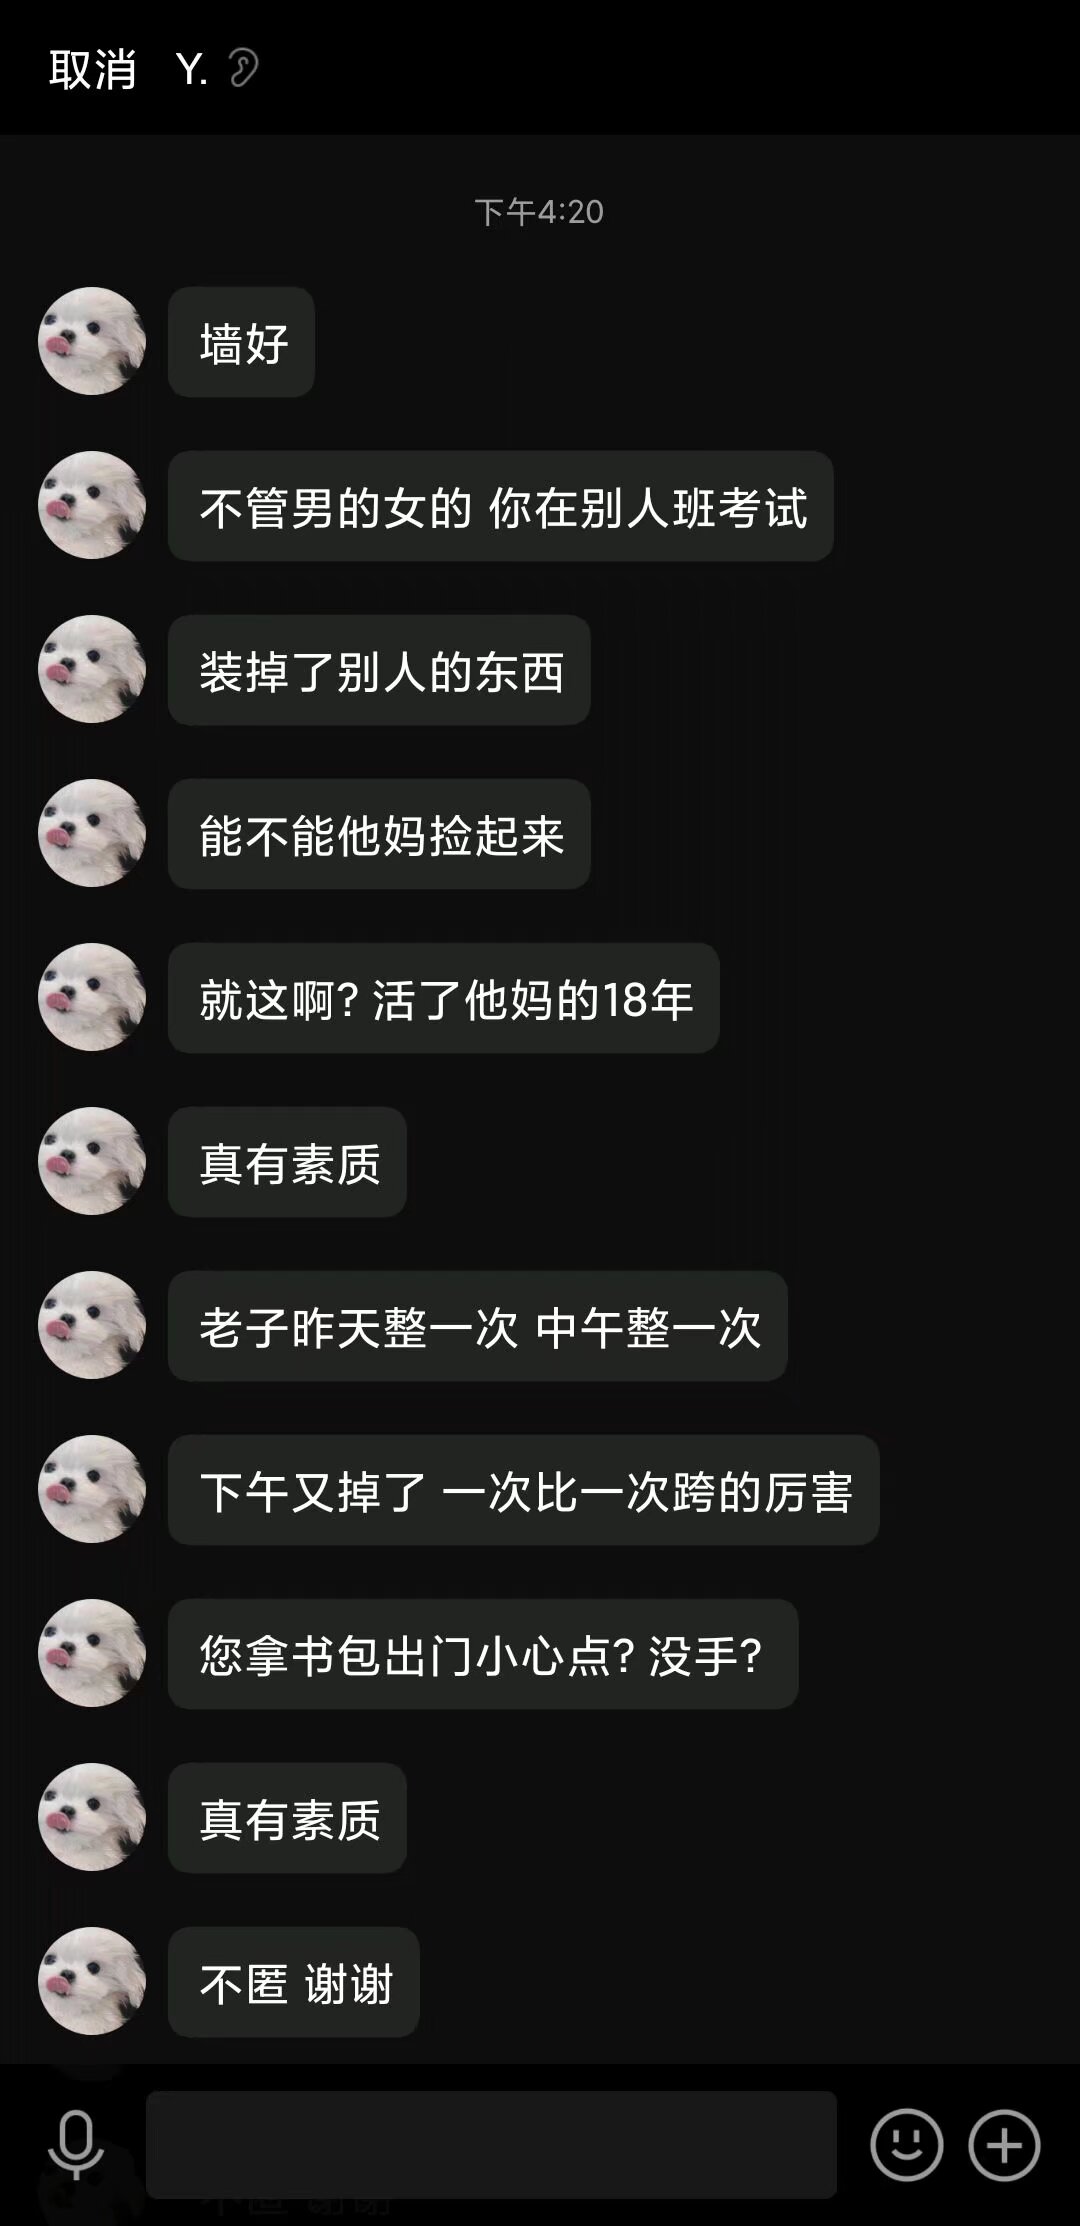 取消 Y.
下午4:20
墙好
不管男的女的 你在别人班考试
装掉了别人的东西
能不能他妈捡起来
就这啊? 活了他妈的18年
真有素质
老子昨天整一次 中午整一次
下午又掉了 一次比一次跨的厉害
您拿书包出门小心点? 没手?
真有素质
不匿 谢谢
不匿 谢谢